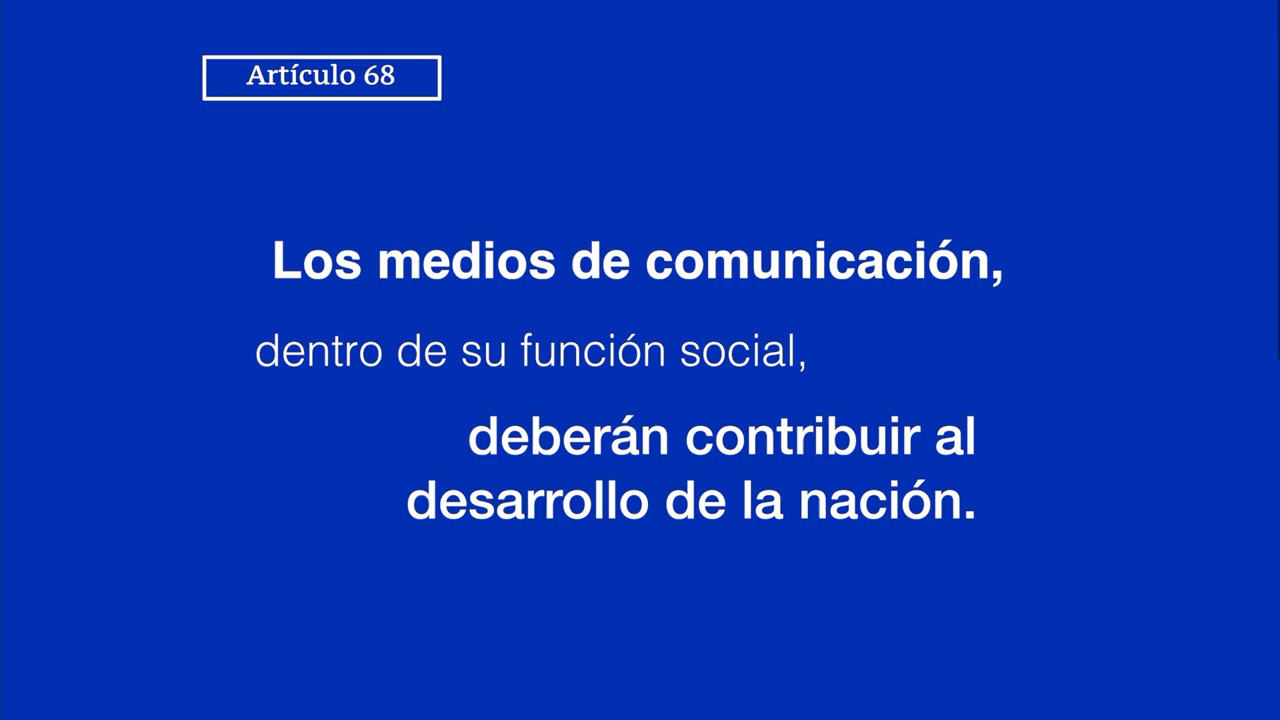 Artículo 68
Los medios de comunicación,
dentro de su función social,
deberán contribuir al
desarrollo de la nación.